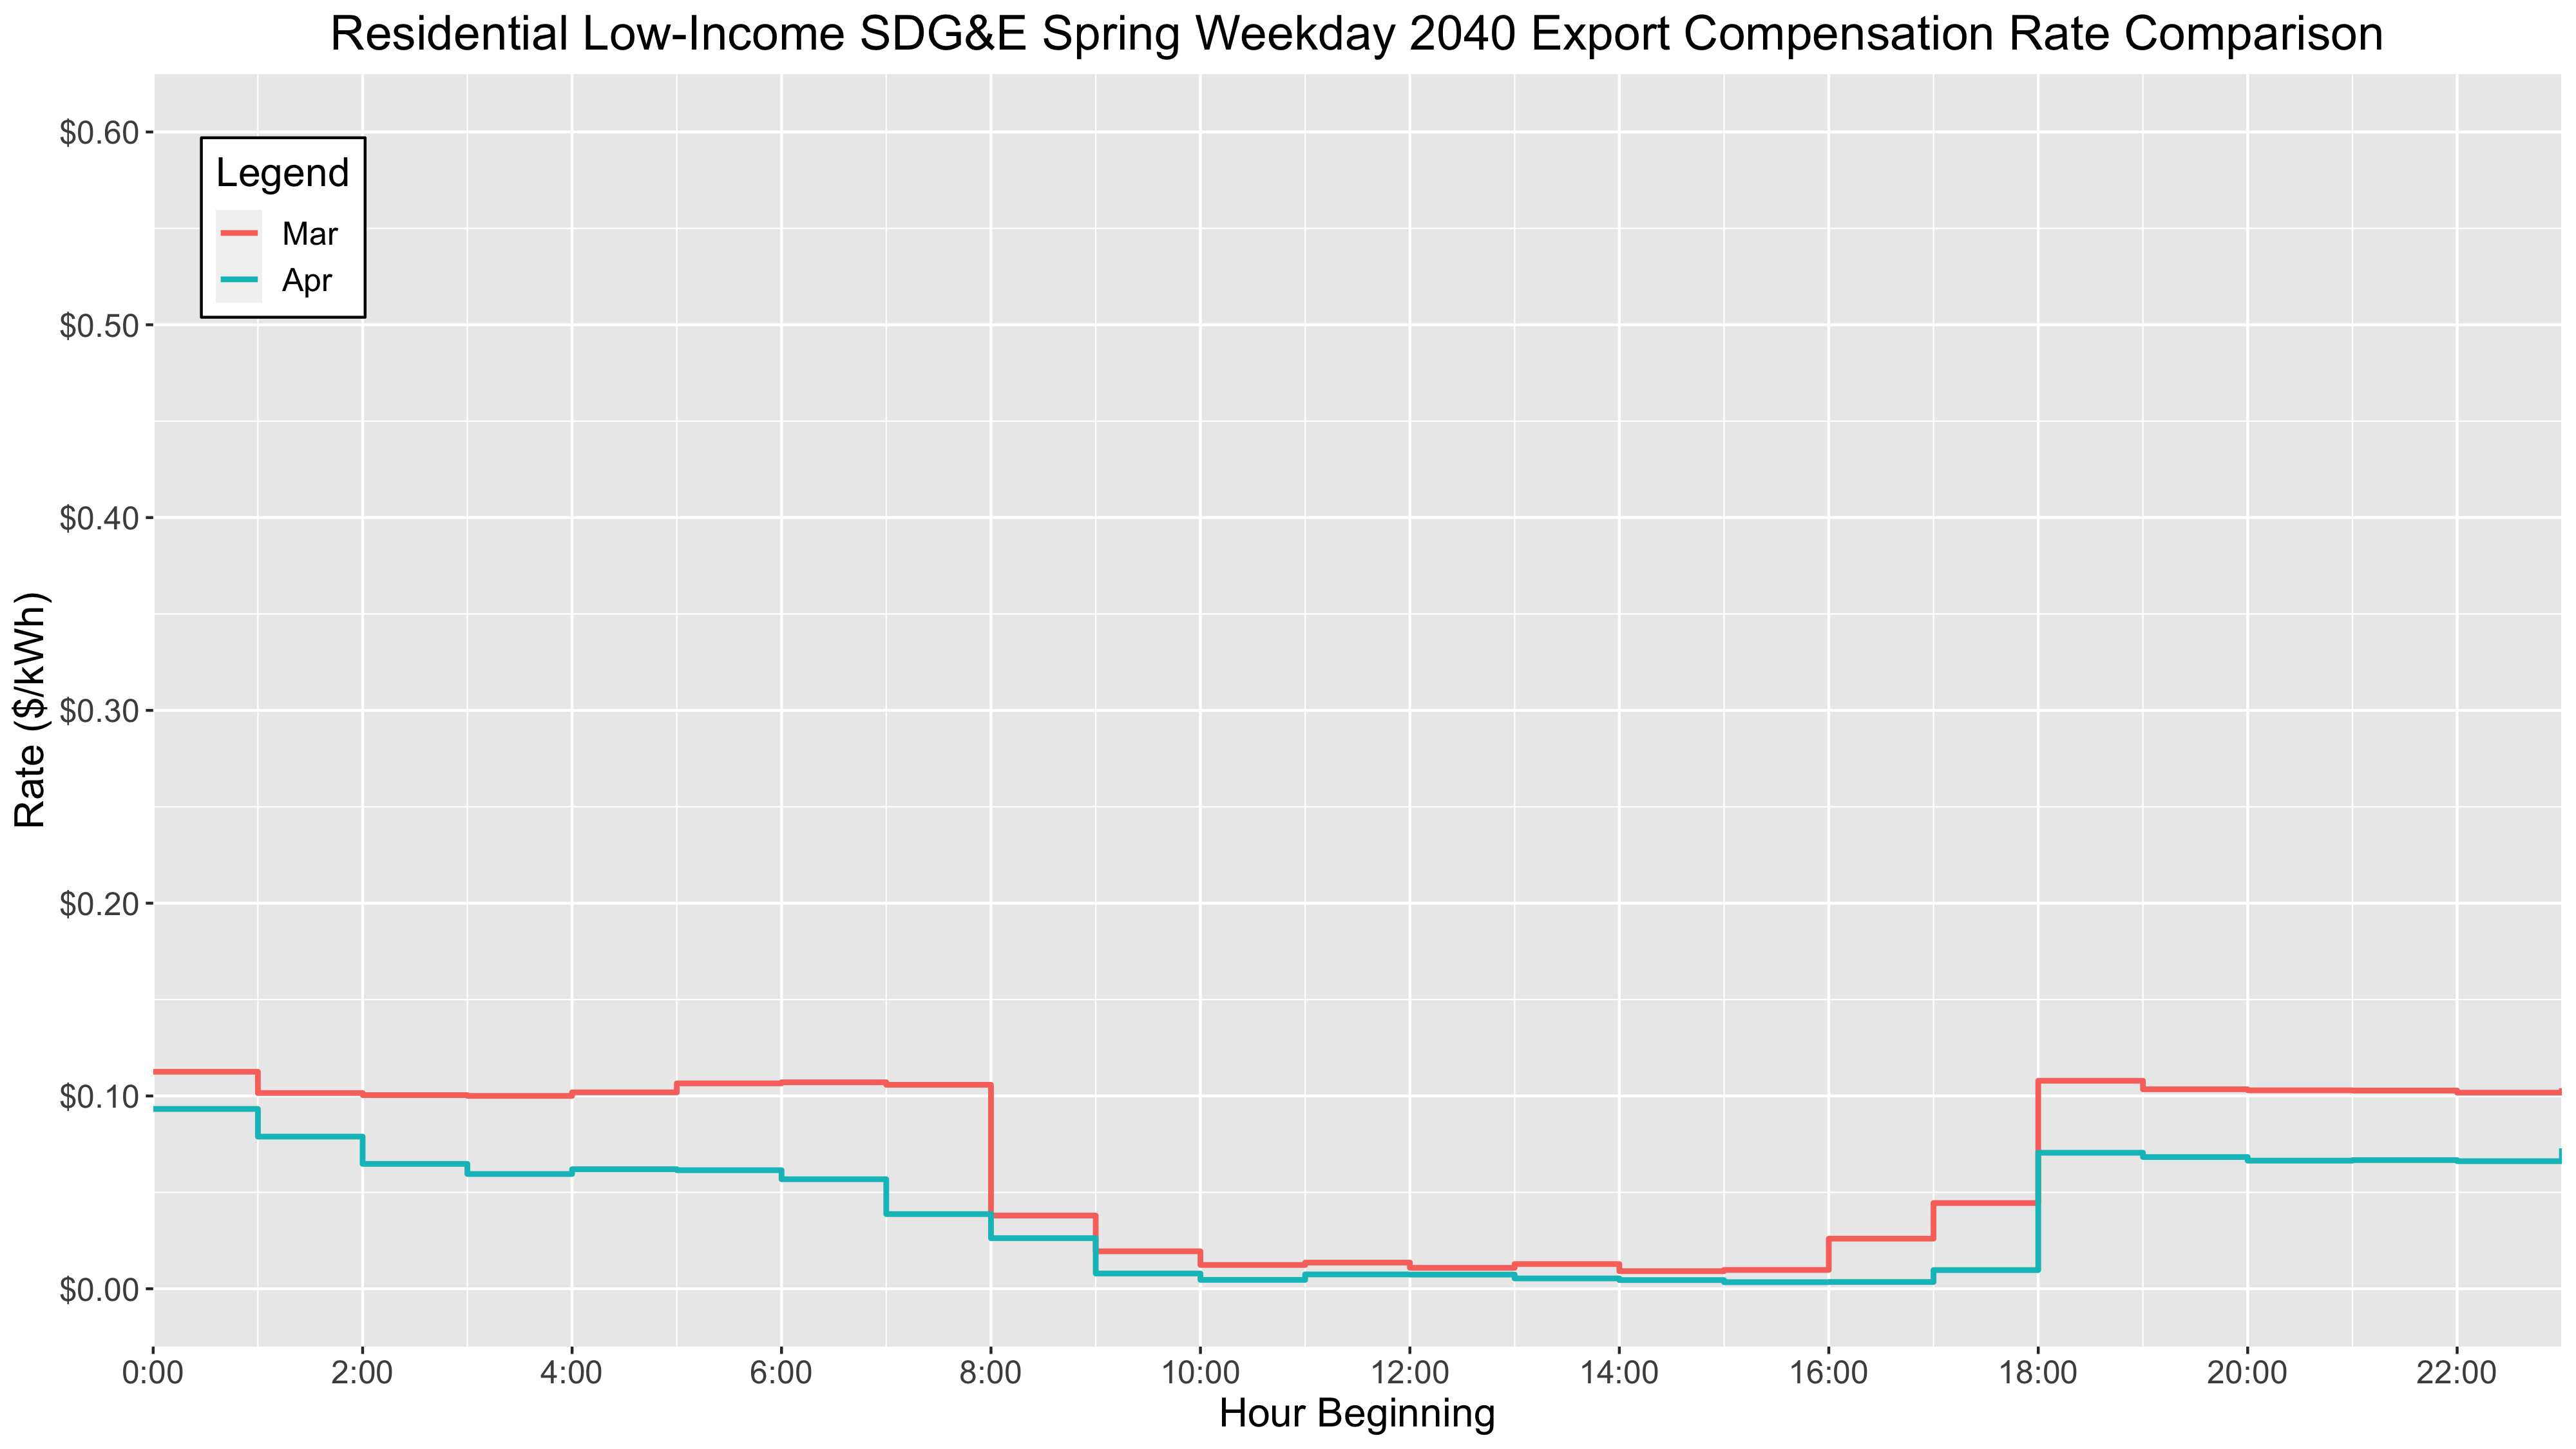 Residential Low-Income SDG&E Spring Weekday 2040 Export Compensation Rate Comparison
Legend
Mar
Apr
Rate ($/kWh)
$0.60
$0.50
$0.40
$0.30
$0.20
$0.10
$0.00
0:00 2:00 4:00 6:00 8:00 10:00 12:00 14:00 16:00 18:00 20:00 22:00
Hour Beginning